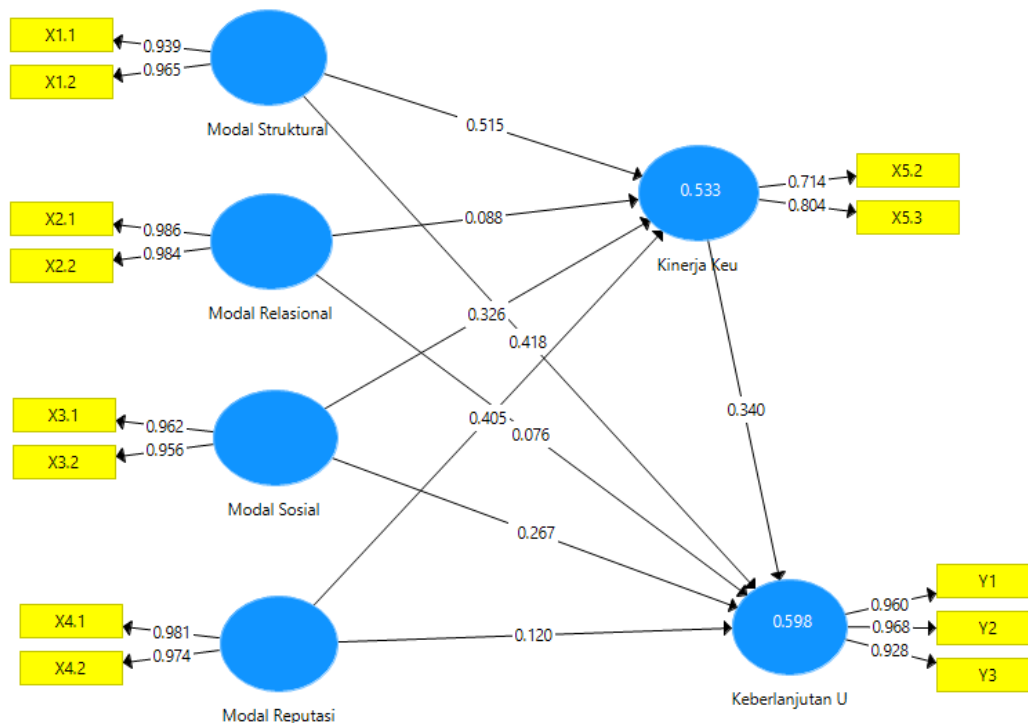 X1.1
0.939
X1.2
0.965
Modal Struktural
0.515
X2.1
0.986
X2.2
0.984
Modal Relasional
0.088
0.533
Kinerja Keu
0.714
X5.2
0.804
X5.3
0.326
0.418
X3.1
0.962
X3.2
0.956
Modal Sosial
0.405
0.076
0.340
0.267
X4.1
0.981
X4.2
0.974
Modal Reputasi
0.120
0.598
Keberlanjutan U
0.960
Y1
0.968
Y2
0.928
Y3